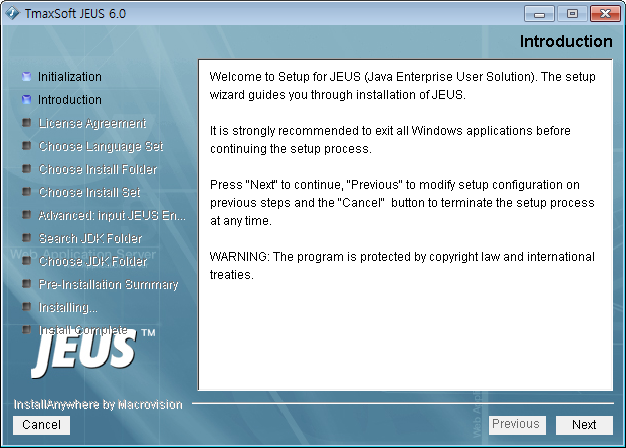 TmaxSoft JEUS 6.0
Introduction
Initialization
Introduction
License Agreement
Choose Language Set
Choose Install Folder
Choose Install Set
Advanced: input JEUS En...
Search JDK Folder
Web Application Server
Choose JDK Folder
Pre-Installation Summary
Installing...
Install Complete
JEUS™
Welcome to Setup for JEUS (Java Enterprise User Solution). The setup
wizard guides you through installation of JEUS.
It is strongly recommended to exit all Windows applications before
continuing the setup process.
Press "Next" to continue, "Previous" to modify setup configuration on
previous steps and the "Cancel" button to terminate the setup process
at any time.
WARNING: The program is protected by copyright law and international
treaties.
InstallAnywhere by Macrovision
Cancel
Previous
Next